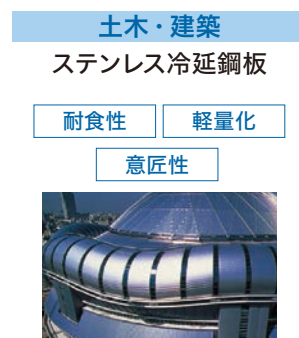 土木・建築
ステンレス冷延鋼板
耐食性
軽量化
意匠性